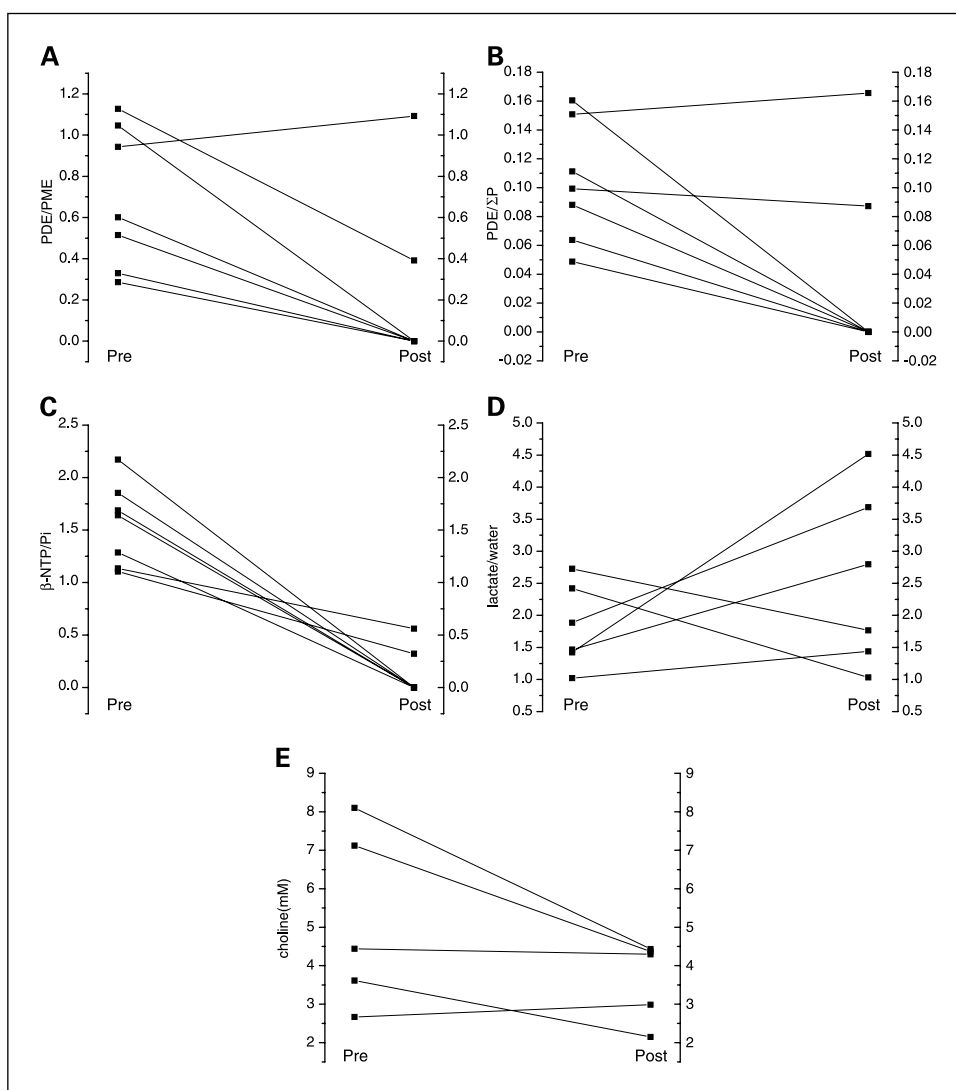 A
PDE/PME
1.2 1.2
1.0 1.0
0.8 0.8
0.6 0.6
0.4 0.4
0.2 0.2
0.0 0.0
Pre Post
B
PDE/ΣP
0.18 0.18
0.16 0.16
0.14 0.14
0.12 0.12
0.10 0.10
0.08 0.08
0.06 0.06
0.04 0.04
0.02 0.02
0.00 0.00
-0.02 -0.02
Pre Post
C
β-NTP/Pi
2.5 2.5
2.0 2.0
1.5 1.5
1.0 1.0
0.5 0.5
0.0 0.0
Pre Post
D
lactate/water
5.0 5.0
4.5 4.5
4.0 4.0
3.5 3.5
3.0 3.0
2.5 2.5
2.0 2.0
1.5 1.5
1.0 1.0
0.5 0.5
Pre Post
E
choline(mM)
9 9
8 8
7 7
6 6
5 5
4 4
3 3
2 2
Pre Post